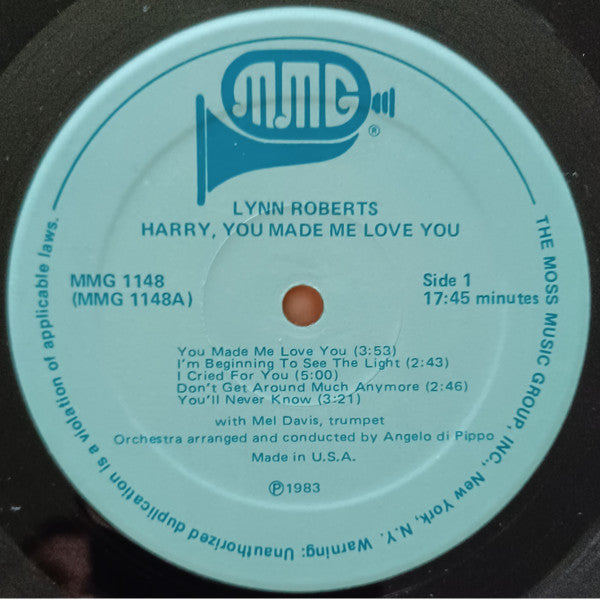 MMG
®
LYNN ROBERTS
HARRY, YOU MADE ME LOVE YOU
MMG 1148
(MMG 1148A)
Side 1
17:45 minutes
You Made Me Love You (3:53)
I'm Beginning To See The Light (2:43)
I Cried For You (5:00)
Don't Get Around Much Anymore (2:46)
You'll Never Know (3:21)
with Mel Davis, trumpet
Orchestra arranged and conducted by Angelo di Pippo
Made in U.S.A.
℗1983
THE MOSS MUSIC GROUP, INC., New York, N.Y. Warning: Unauthorized duplication is a violation of applicable laws.